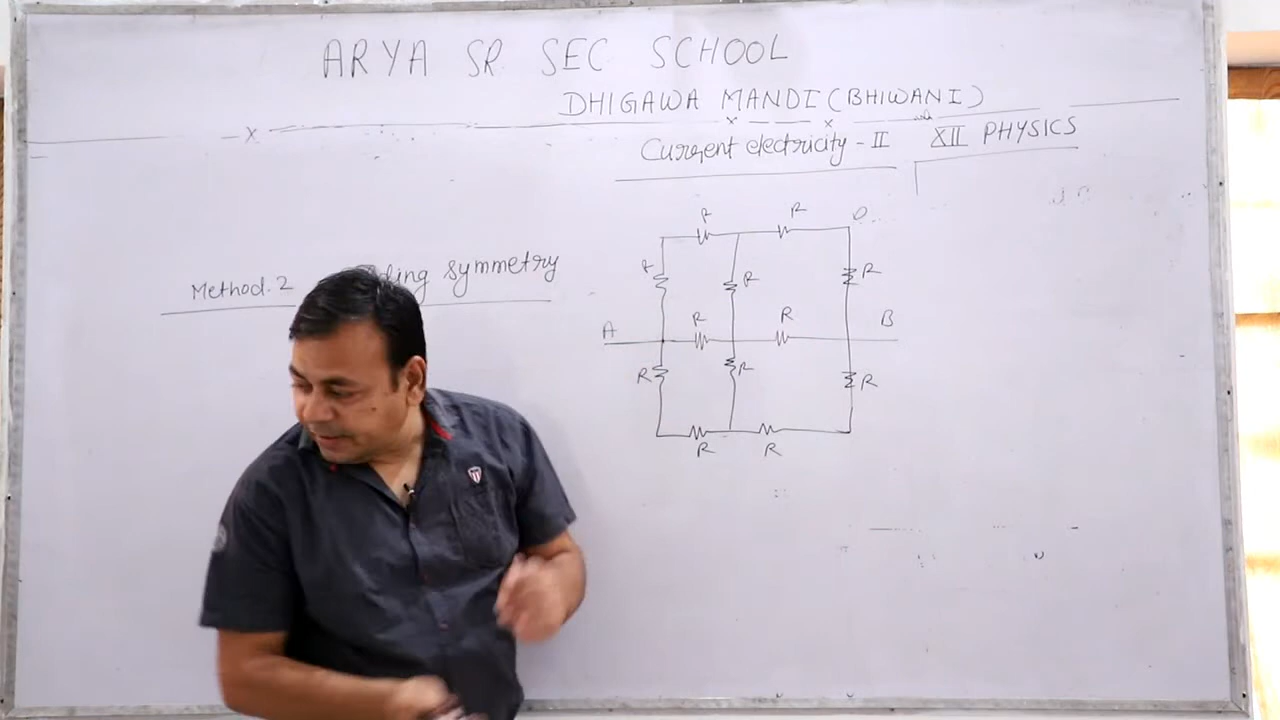 ARYA SR SEC SCHOOL
DHIGAWA MANDI (BHIWANI)
Current electricity - II XII PHYSICS
Method. 2 symmetry
R R
R R R
A R R B
R R R
R R